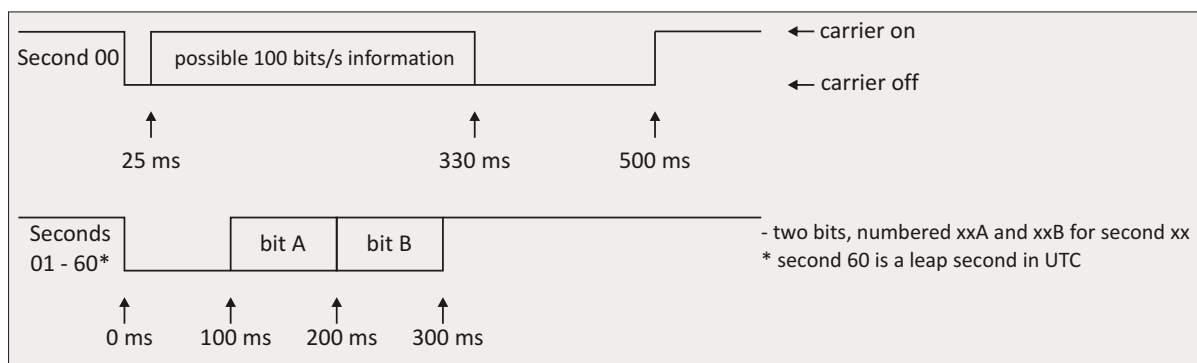 Second 00
possible 100 bits/s information
← carrier on
← carrier off
25 ms
330 ms
500 ms
Seconds
01 - 60*
bit A
bit B
- two bits, numbered xxA and xxB for second xx
* second 60 is a leap second in UTC
0 ms
100 ms
200 ms
300 ms